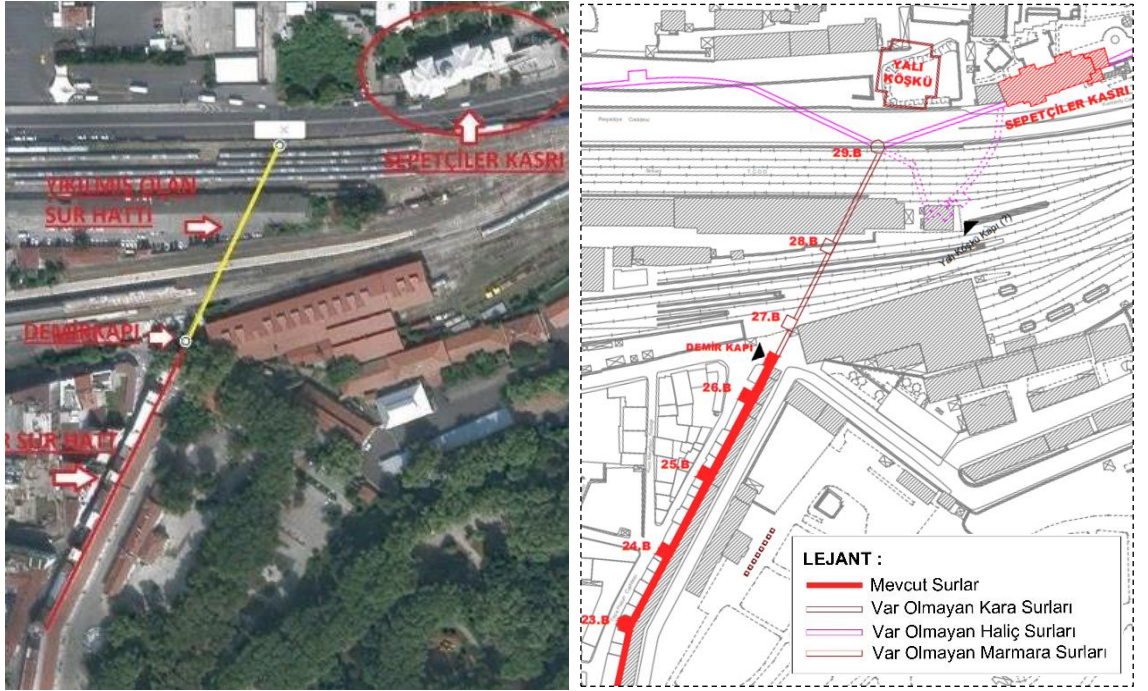 SEPETÇİLER KASRI
YIKILMIŞ OLAN
SUR HATTI
DEMİRKAPI
R SUR HATTI
YALI
KÖŞKÜ
SEPETÇİLER KASRI
Reşadiye Caddesi
29.B
T.C.D.D.
28.B
Yalı Köşkü Kapı (?)
27.B
DEMİR KAPI
26.B
25.B
24.B
23.B
LEJANT :
Mevcut Surlar
Var Olmayan Kara Surları
Var Olmayan Haliç Surları
Var Olmayan Marmara Surları